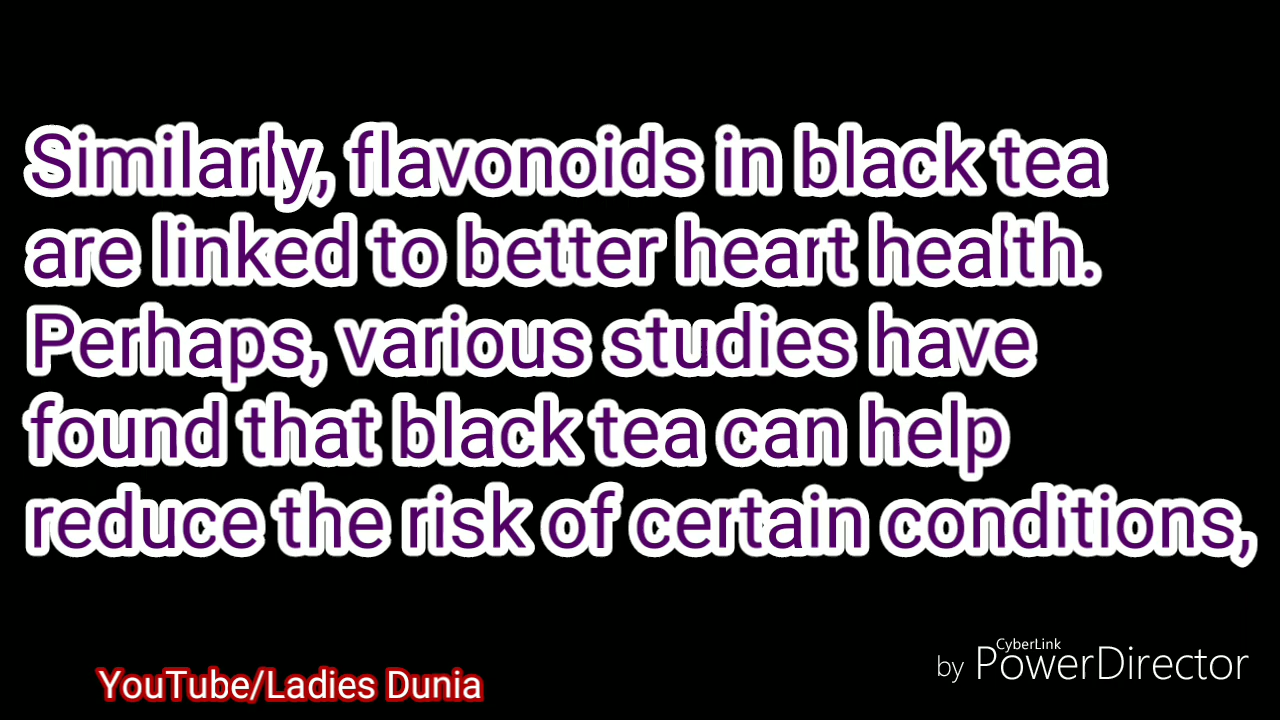 Similarly, flavonoids in black tea
are linked to better heart health.
Perhaps, various studies have
found that black tea can help
reduce the risk of certain conditions,
CyberLink
by PowerDirector
YouTube/Ladies Dunia